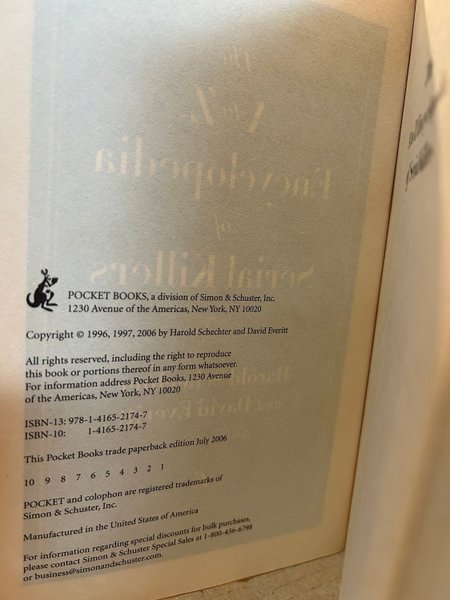 POCKET BOOKS, a division of Simon & Schuster, Inc.
1230 Avenue of the Americas, New York, NY 10020
Copyright © 1996, 1997, 2006 by Harold Schechter and David Everitt
All rights reserved, including the right to reproduce
this book or portions thereof in any form whatsoever.
For information address Pocket Books, 1230 Avenue
of the Americas, New York, NY 10020
ISBN-13: 978-1-4165-2174-7
ISBN-10: 1-4165-2174-7
This Pocket Books trade paperback edition July 2006
10 9 8 7 6 5 4 3 2 1
POCKET and colophon are registered trademarks of
Simon & Schuster, Inc.
Manufactured in the United States of America
For information regarding special discounts for bulk purchases,
please contact Simon & Schuster Special Sales at 1-800-456-6798
or business@simonandschuster.com.
The
A to Z
Encyclopedia
of
Serial Killers